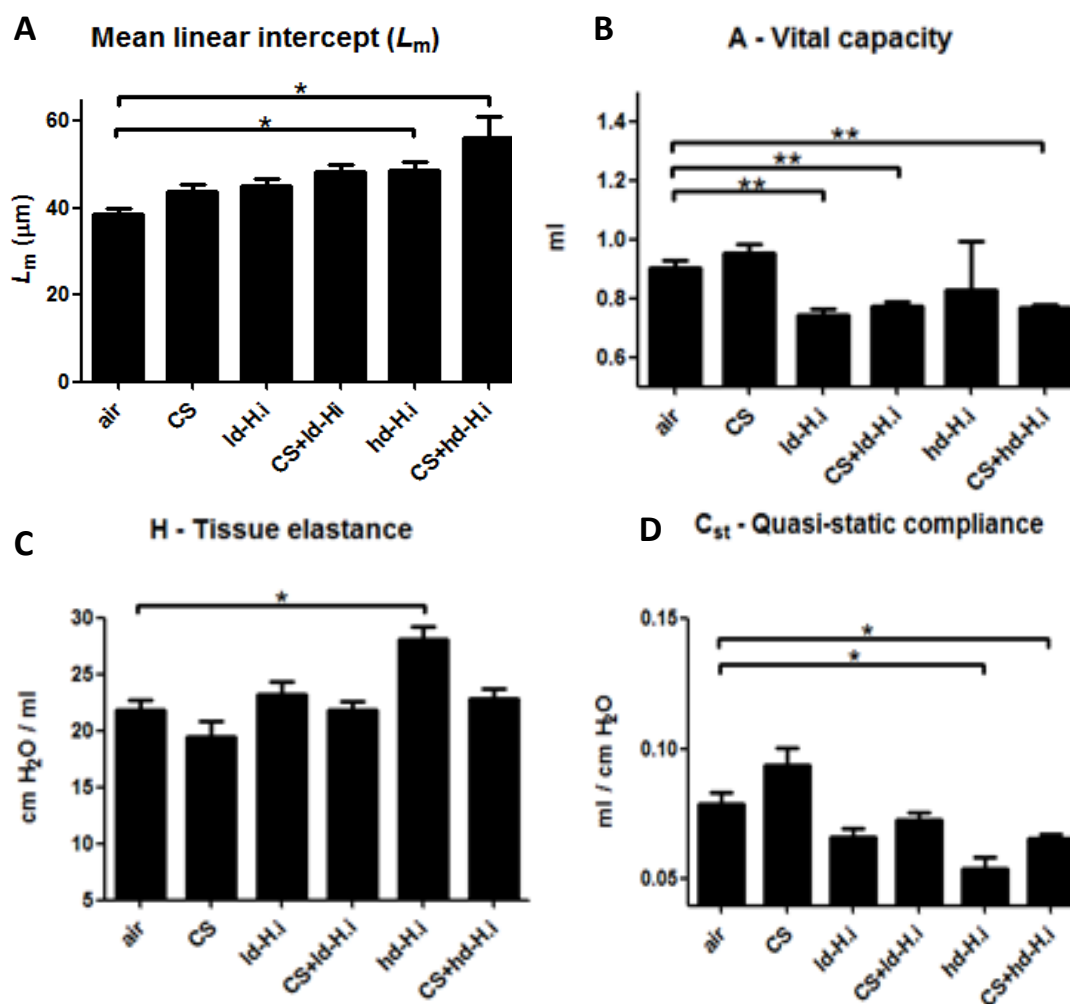 A
Mean linear intercept (Lm)
Lm (μm)
60
40
20
0
*
*
air
CS
ld-H.i
CS+ld-Hi
hd-H.i
CS+hd-H.i
B
A - Vital capacity
ml
1.4
1.2
1.0
0.8
0.6
**
**
**
air
CS
ld-H.i
CS+ld-H.i
hd-H.i
CS+hd-H.i
C
H - Tissue elastance
cm H2O / ml
30
25
20
15
10
5
*
air
CS
ld-H.i
CS+ld-H.i
hd-H.i
CS+hd-H.i
D
Cst - Quasi-static compliance
ml / cm H2O
0.15
0.10
0.05
*
*
air
CS
ld-H.i
CS+ld-H.i
hd-H.i
CS+hd-H.i